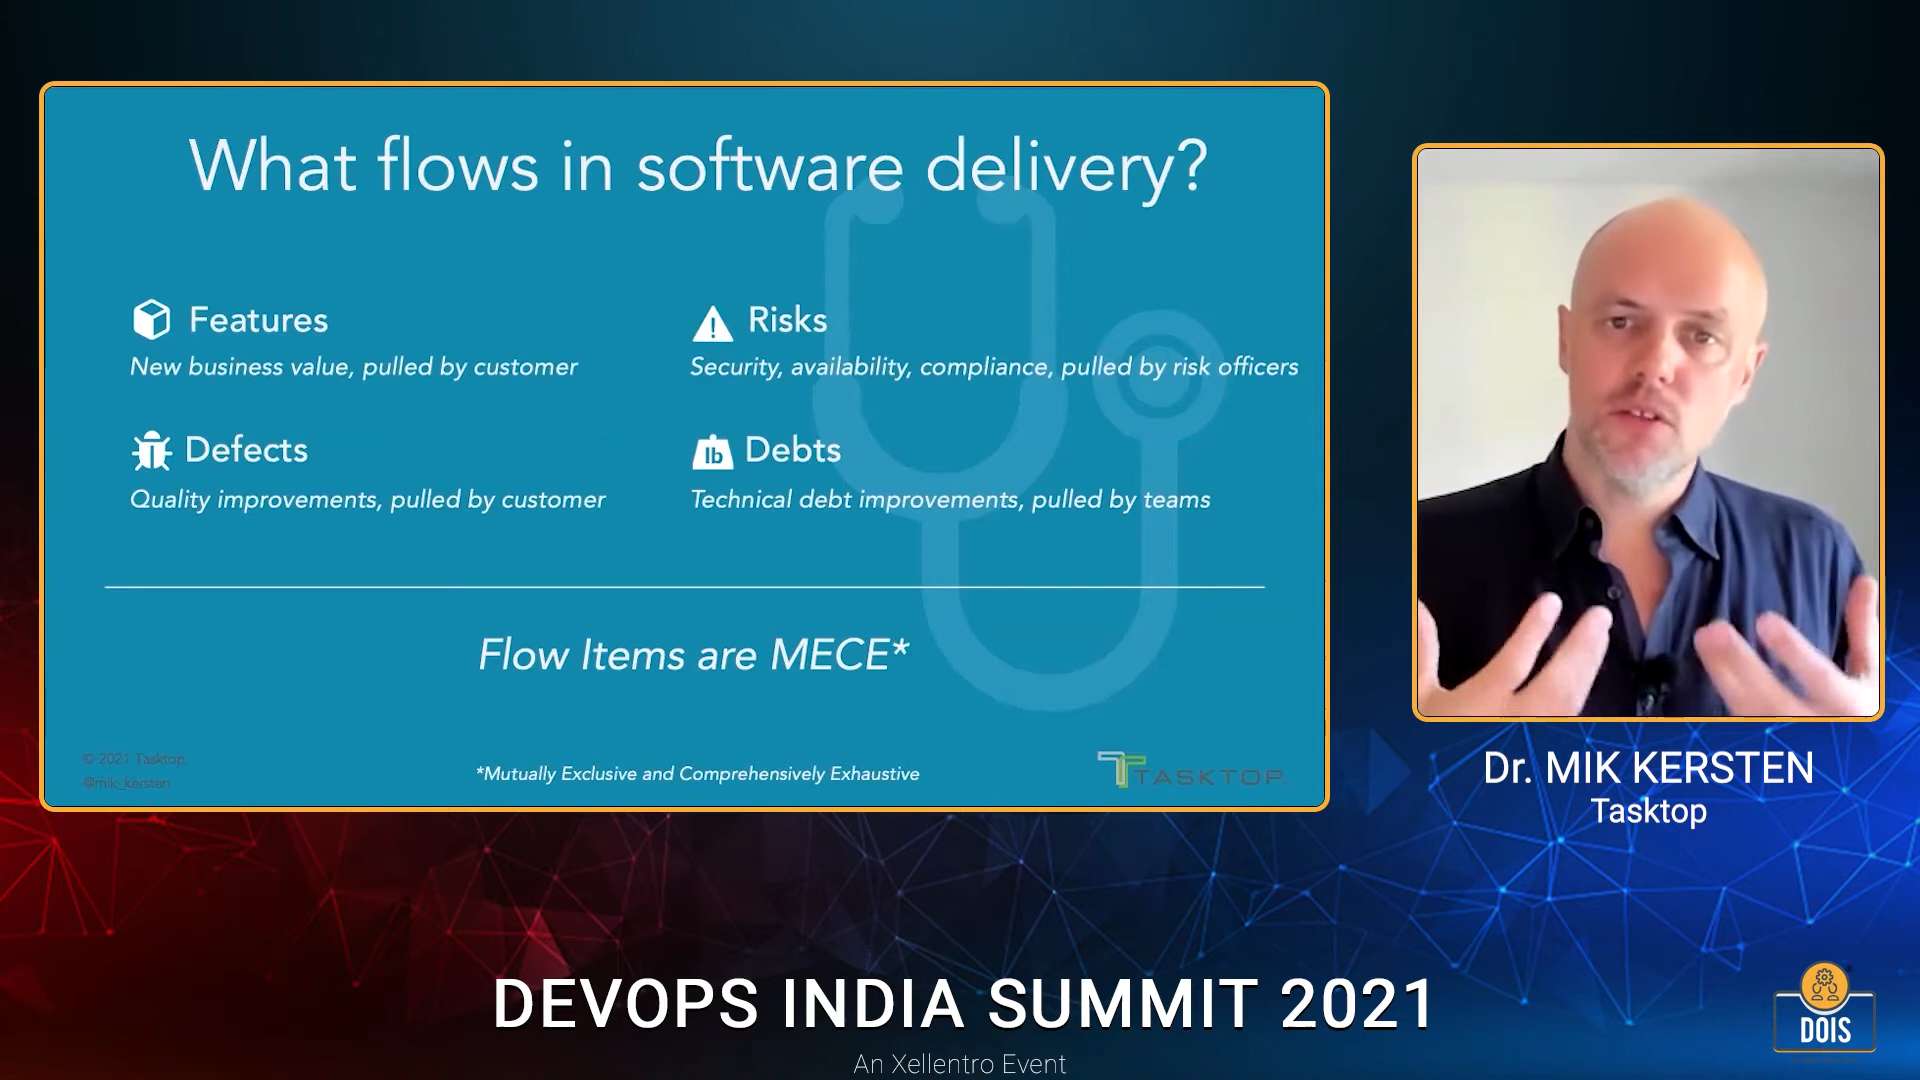 What flows in software delivery?
Features
New business value, pulled by customer
Risks
Security, availability, compliance, pulled by risk officers
Defects
Quality improvements, pulled by customer
lb
Debts
Technical debt improvements, pulled by teams
Flow Items are MECE*
© 2021 Tasktop
@mik_kersten
*Mutually Exclusive and Comprehensively Exhaustive
TASKTOP
Dr. MIK KERSTEN
Tasktop
DEVOPS INDIA SUMMIT 2021
An Xellentro Event
DOIS